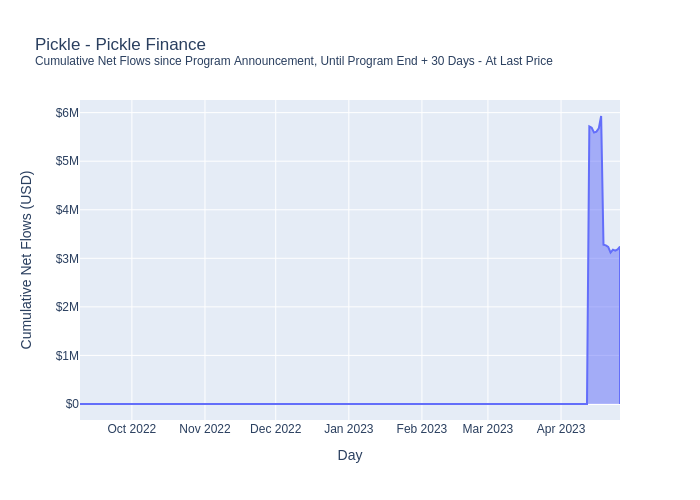 Pickle - Pickle Finance
Cumulative Net Flows since Program Announcement, Until Program End + 30 Days - At Last Price
Cumulative Net Flows (USD)
$6M
$5M
$4M
$3M
$2M
$1M
$0
Oct 2022
Nov 2022
Dec 2022
Jan 2023
Feb 2023
Mar 2023
Apr 2023
Day